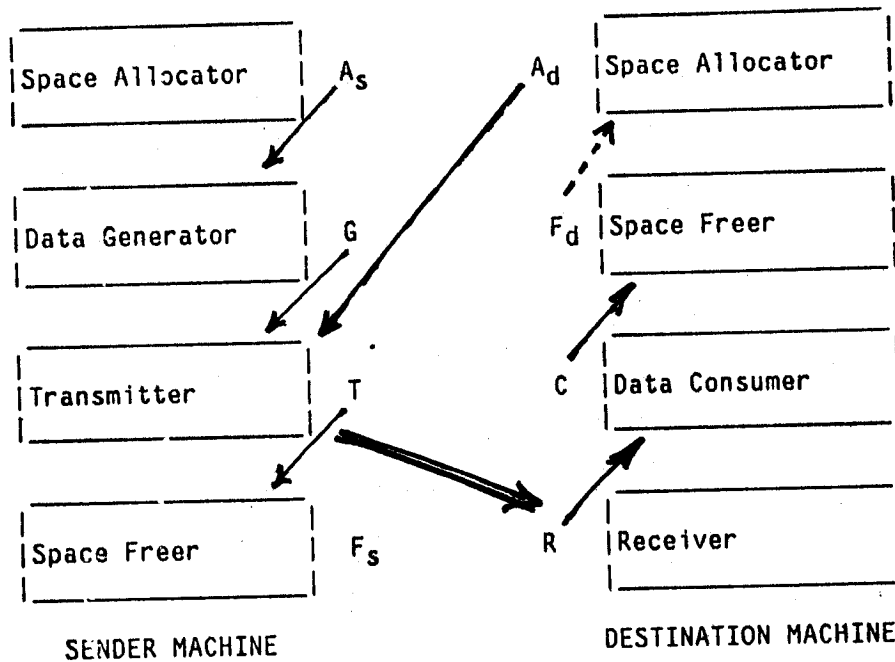 Space Allocator
A_s
A_d
Space Allocator
Data Generator
G
F_d
Space Freer
Transmitter
T
C
Data Consumer
Space Freer
F_s
R
Receiver
SENDER MACHINE
DESTINATION MACHINE